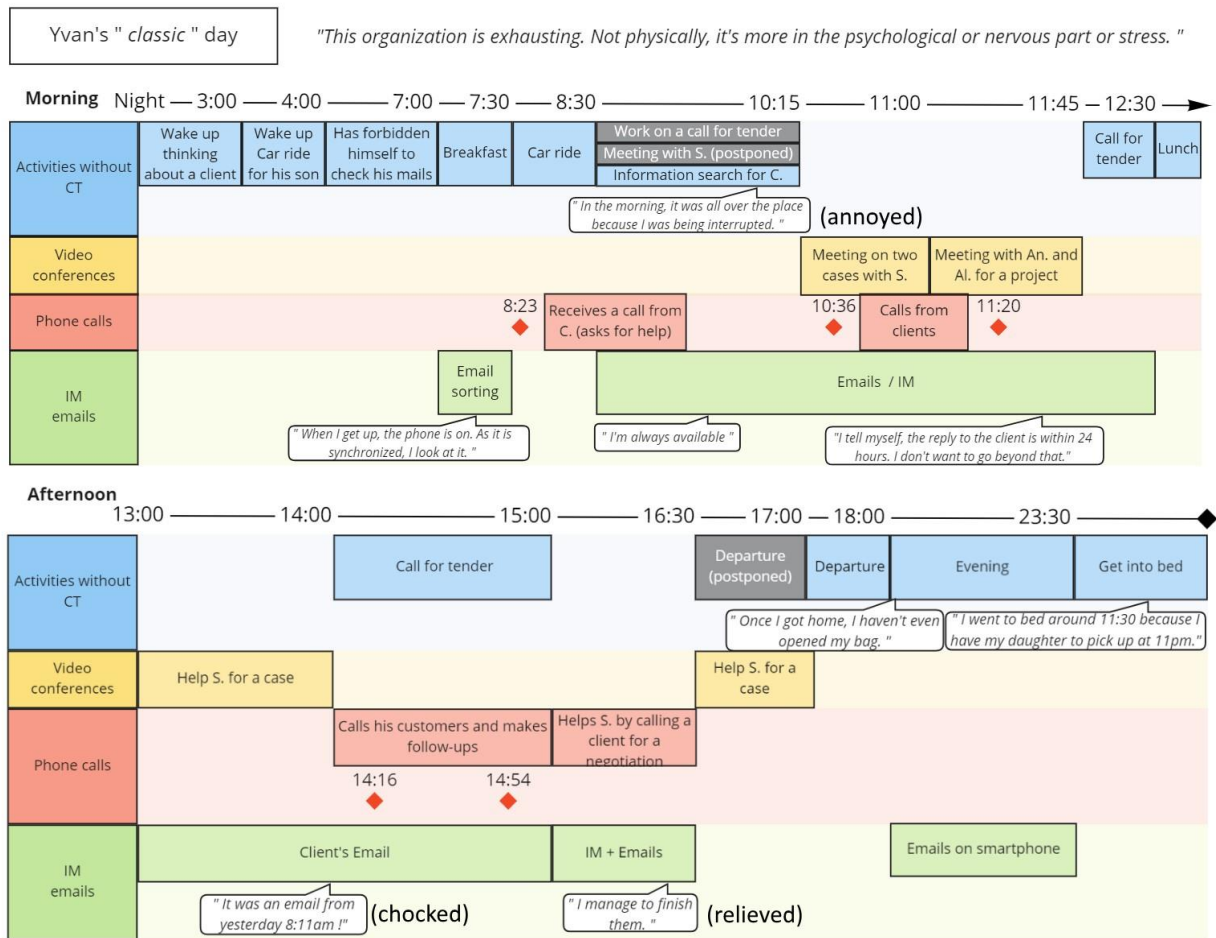 Yvan's " classic " day
"This organization is exhausting. Not physically, it's more in the psychological or nervous part or stress. "
Morning
Night 3:00 4:00 7:00 7:30 8:30 10:15 11:00 11:45 12:30
Activities without
CT
Wake up
thinking
about a client
Wake up
Car ride
for his son
Has forbidden
himself to
check his mails
Breakfast
Car ride
Work on a call for tender
Meeting with S. (postponed)
Information search for C.
Call for
tender
Lunch
" In the morning, it was all over the place
because I was being interrupted. "
(annoyed)
Video
conferences
Meeting on two
cases with S.
Meeting with An. and
Al. for a project
Phone calls
8:23
Receives a call from
C. (asks for help)
10:36
Calls from
clients
11:20
IM
emails
Email
sorting
Emails / IM
" When I get up, the phone is on. As it is
synchronized, I look at it. "
" I'm always available "
"I tell myself, the reply to the client is within 24
hours. I don't want to go beyond that."
Afternoon
13:00 14:00 15:00 16:30 17:00 18:00 23:30
Activities without
CT
Call for tender
Departure
(postponed)
Departure
Evening
Get into bed
" Once I got home, I haven't even
opened my bag. "
"I went to bed around 11:30 because I
have my daughter to pick up at 11pm."
Video
conferences
Help S. for a case
Help S. for a
case
Phone calls
Calls his customers and makes
follow-ups
Helps S. by calling a
client for a
negotiation
14:16
14:54
IM
emails
Client's Email
IM + Emails
Emails on smartphone
" It was an email from
yesterday 8:11am !"
(chocked)
" I manage to finish
them. "
(relieved)